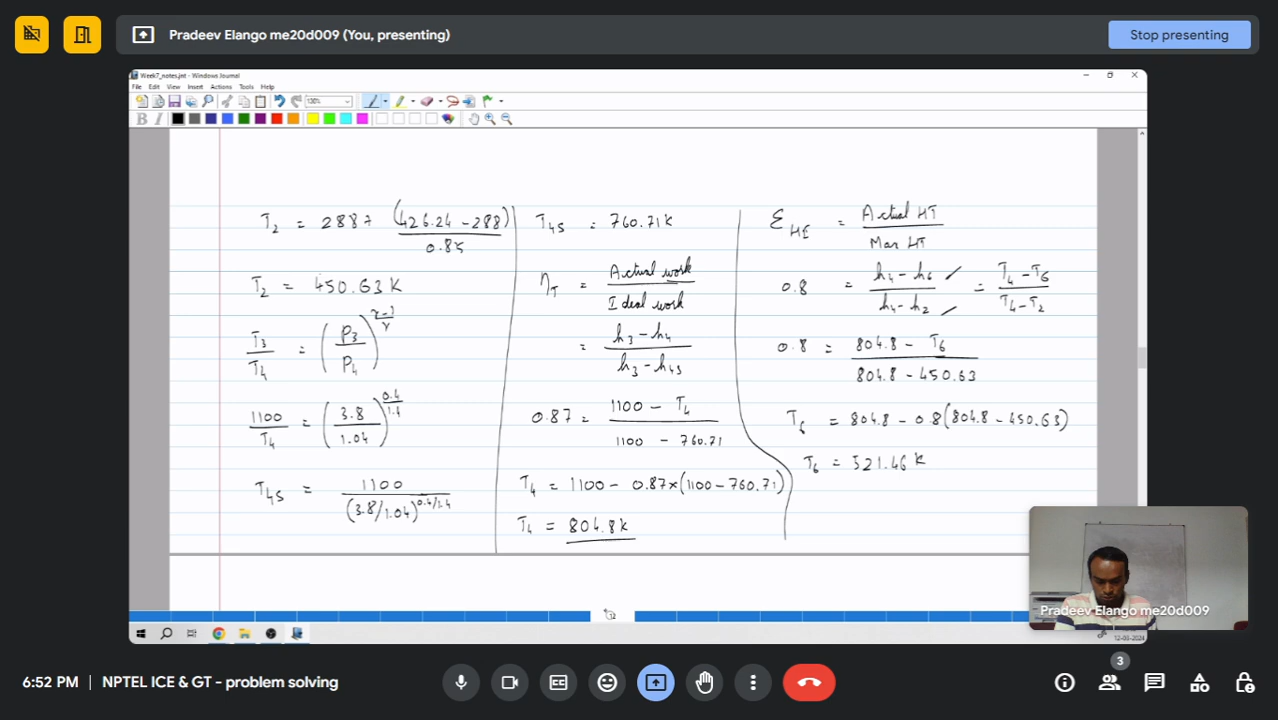 Pradeev Elango me20d009 (You, presenting)
Stop presenting
Week7_notes.jnt - Windows Journal
File Edit View Insert Actions Tools Help
B I
T2 = 288+ (426.24 - 288) / 0.85
T2 = 450.63 K
T3 / T4 = (P3 / P4)^(γ-1 / γ)
1100 / T4 = (3.8 / 1.04)^(0.4 / 1.4)
T4s = 1100 / (3.8/1.04)^0.4/1.4
T4s = 760.71K
ηT = Actual work / Ideal work
= h3 - h4 / h3 - h4s
0.87 = 1100 - T4 / 1100 - 760.71
T4 = 1100 - 0.87×(1100-760.71)
T4 = 804.8K
εHE = Actual HT / Max HT
0.8 = h4 - h6 / h4 - h2 = T4 - T6 / T4 - T2
0.8 = 804.8 - T6 / 804.8 - 450.63
T6 = 804.8 - 0.8(804.8 - 450.63)
T6 = 521.46 K
Pradeev Elango me20d009
12-08-2024
3
6:52 PM | NPTEL ICE & GT - problem solving